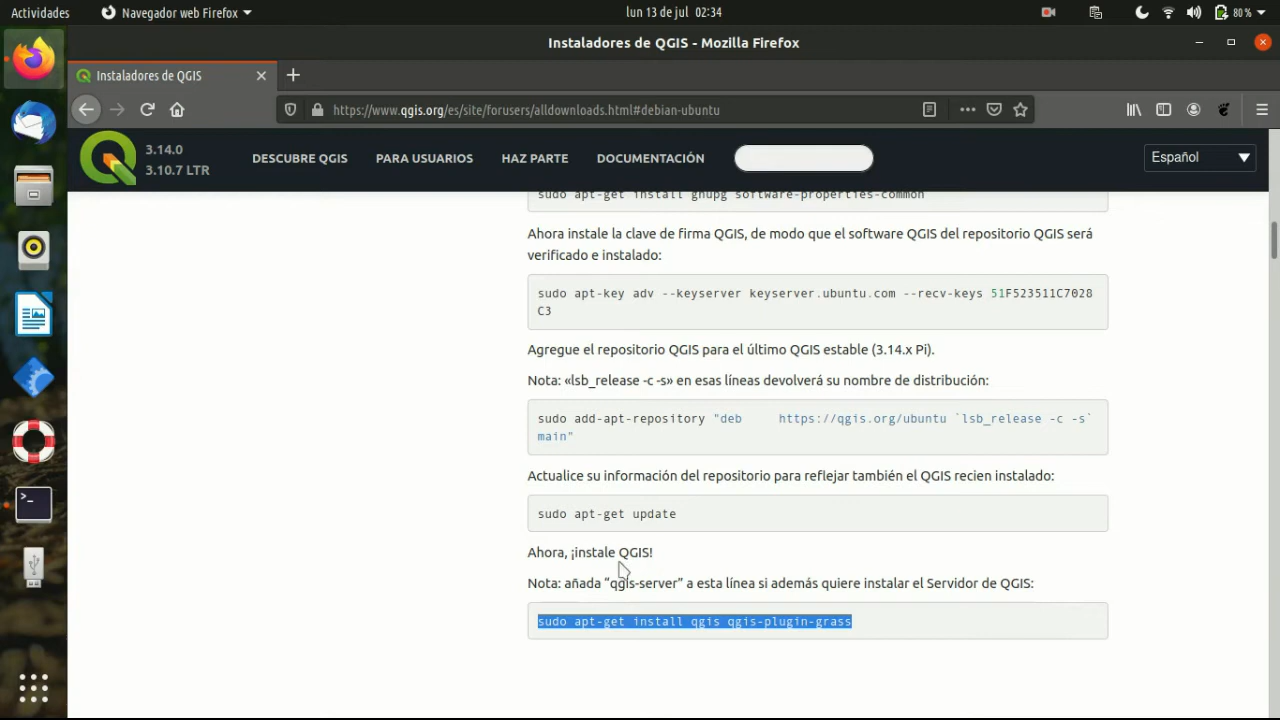 Actividades
Navegador web Firefox
lun 13 de jul 02:34
80 %
Instaladores de QGIS - Mozilla Firefox
Instaladores de QGIS
https://www.qgis.org/es/site/forusers/alldownloads.html#debian-ubuntu
3.14.0
3.10.7 LTR
DESCUBRE QGIS
PARA USUARIOS
HAZ PARTE
DOCUMENTACIÓN
Español
sudo apt-get install gnupg software-properties-common
Ahora instale la clave de firma QGIS, de modo que el software QGIS del repositorio QGIS será
verificado e instalado:
sudo apt-key adv --keyserver keyserver.ubuntu.com --recv-keys 51F523511C7028
C3
Agregue el repositorio QGIS para el último QGIS estable (3.14.x Pi).
Nota: «lsb_release -c -s» en esas líneas devolverá su nombre de distribución:
sudo add-apt-repository "deb https://qgis.org/ubuntu `lsb_release -c -s`
main"
Actualice su información del repositorio para reflejar también el QGIS recien instalado:
sudo apt-get update
Ahora, ¡instale QGIS!
Nota: añada “qgis-server” a esta línea si además quiere instalar el Servidor de QGIS:
sudo apt-get install qgis qgis-plugin-grass